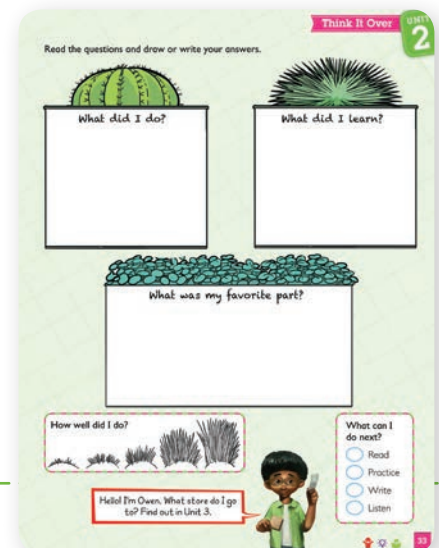 Think It Over
UNIT
2
Read the questions and draw or write your answers.
What did I do?
What did I learn?
What was my favorite part?
How well did I do?
What can I
do next?
Read
Practice
Write
Listen
Hello! I'm Owen. What store do I go
to? Find out in Unit 3.
33